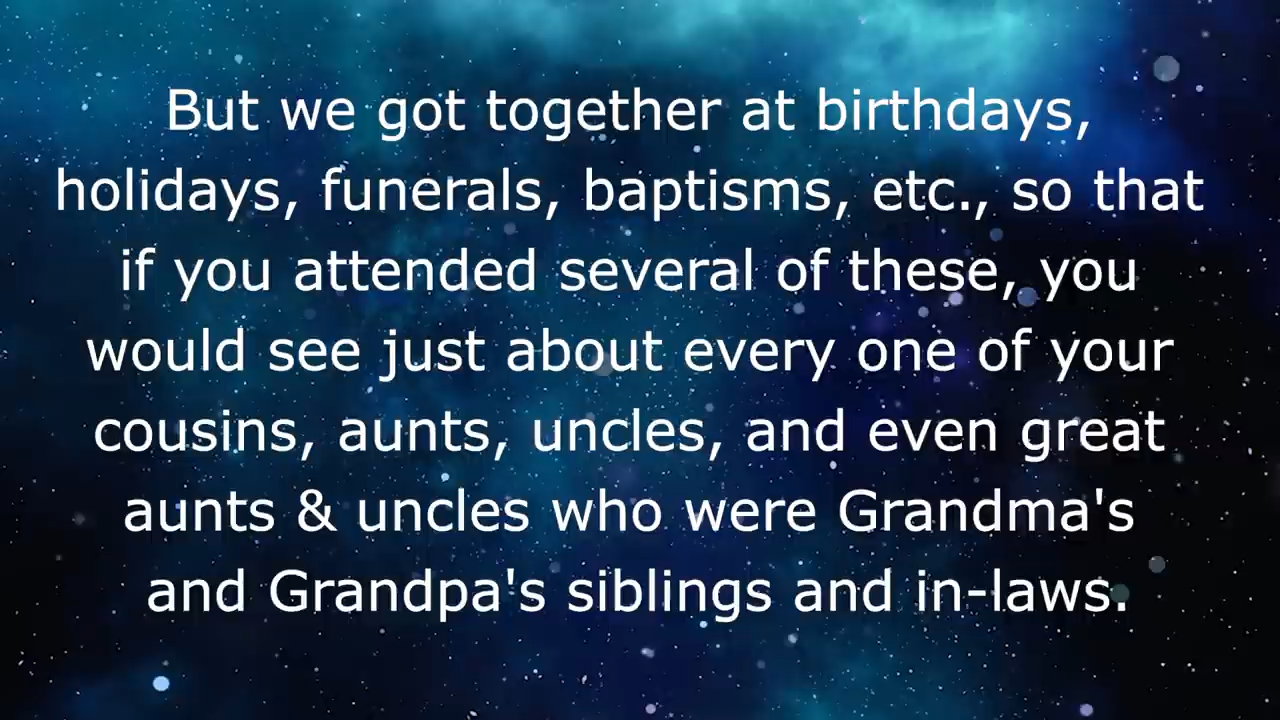 But we got together at birthdays,
holidays, funerals, baptisms, etc., so that
if you attended several of these, you
would see just about every one of your
cousins, aunts, uncles, and even great
aunts & uncles who were Grandma's
and Grandpa's siblings and in-laws.